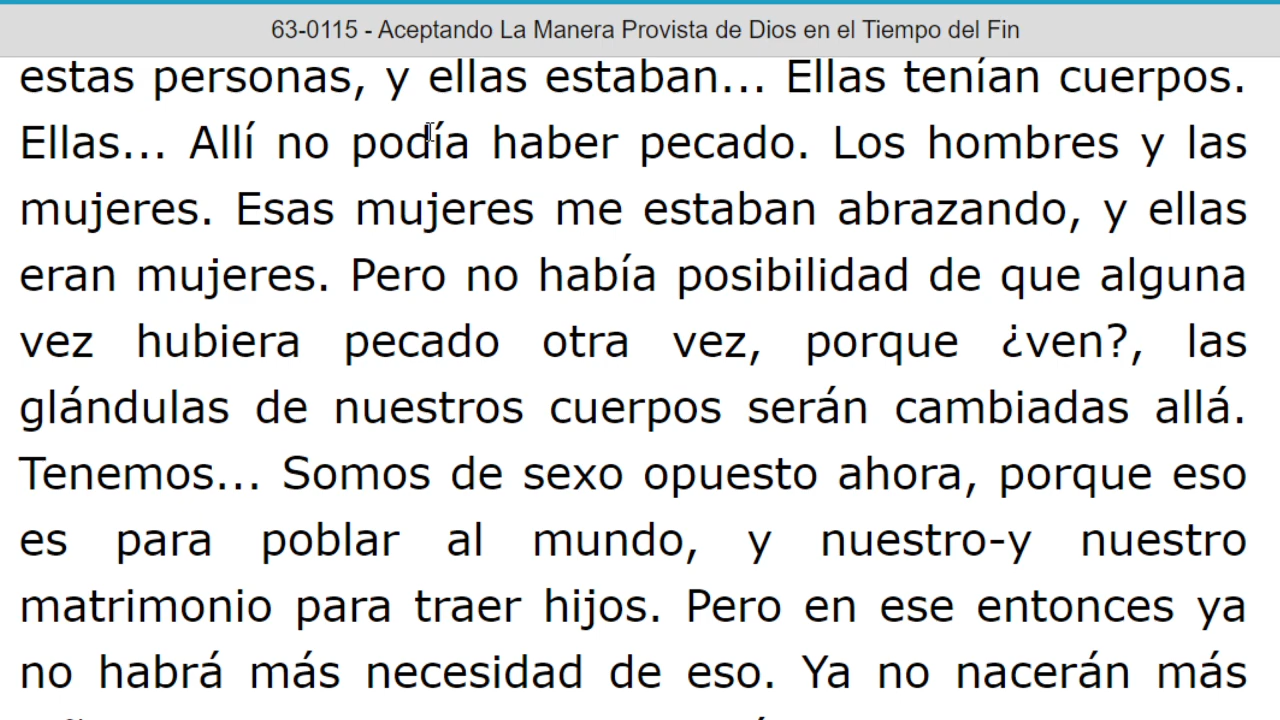 63-0115 - Aceptando La Manera Provista de Dios en el Tiempo del Fin
estas personas, y ellas estaban... Ellas tenían cuerpos.
Ellas... Allí no podía haber pecado. Los hombres y las
mujeres. Esas mujeres me estaban abrazando, y ellas
eran mujeres. Pero no había posibilidad de que alguna
vez hubiera pecado otra vez, porque ¿ven?, las
glándulas de nuestros cuerpos serán cambiadas allá.
Tenemos... Somos de sexo opuesto ahora, porque eso
es para poblar al mundo, y nuestro-y nuestro
matrimonio para traer hijos. Pero en ese entonces ya
no habrá más necesidad de eso. Ya no nacerán más